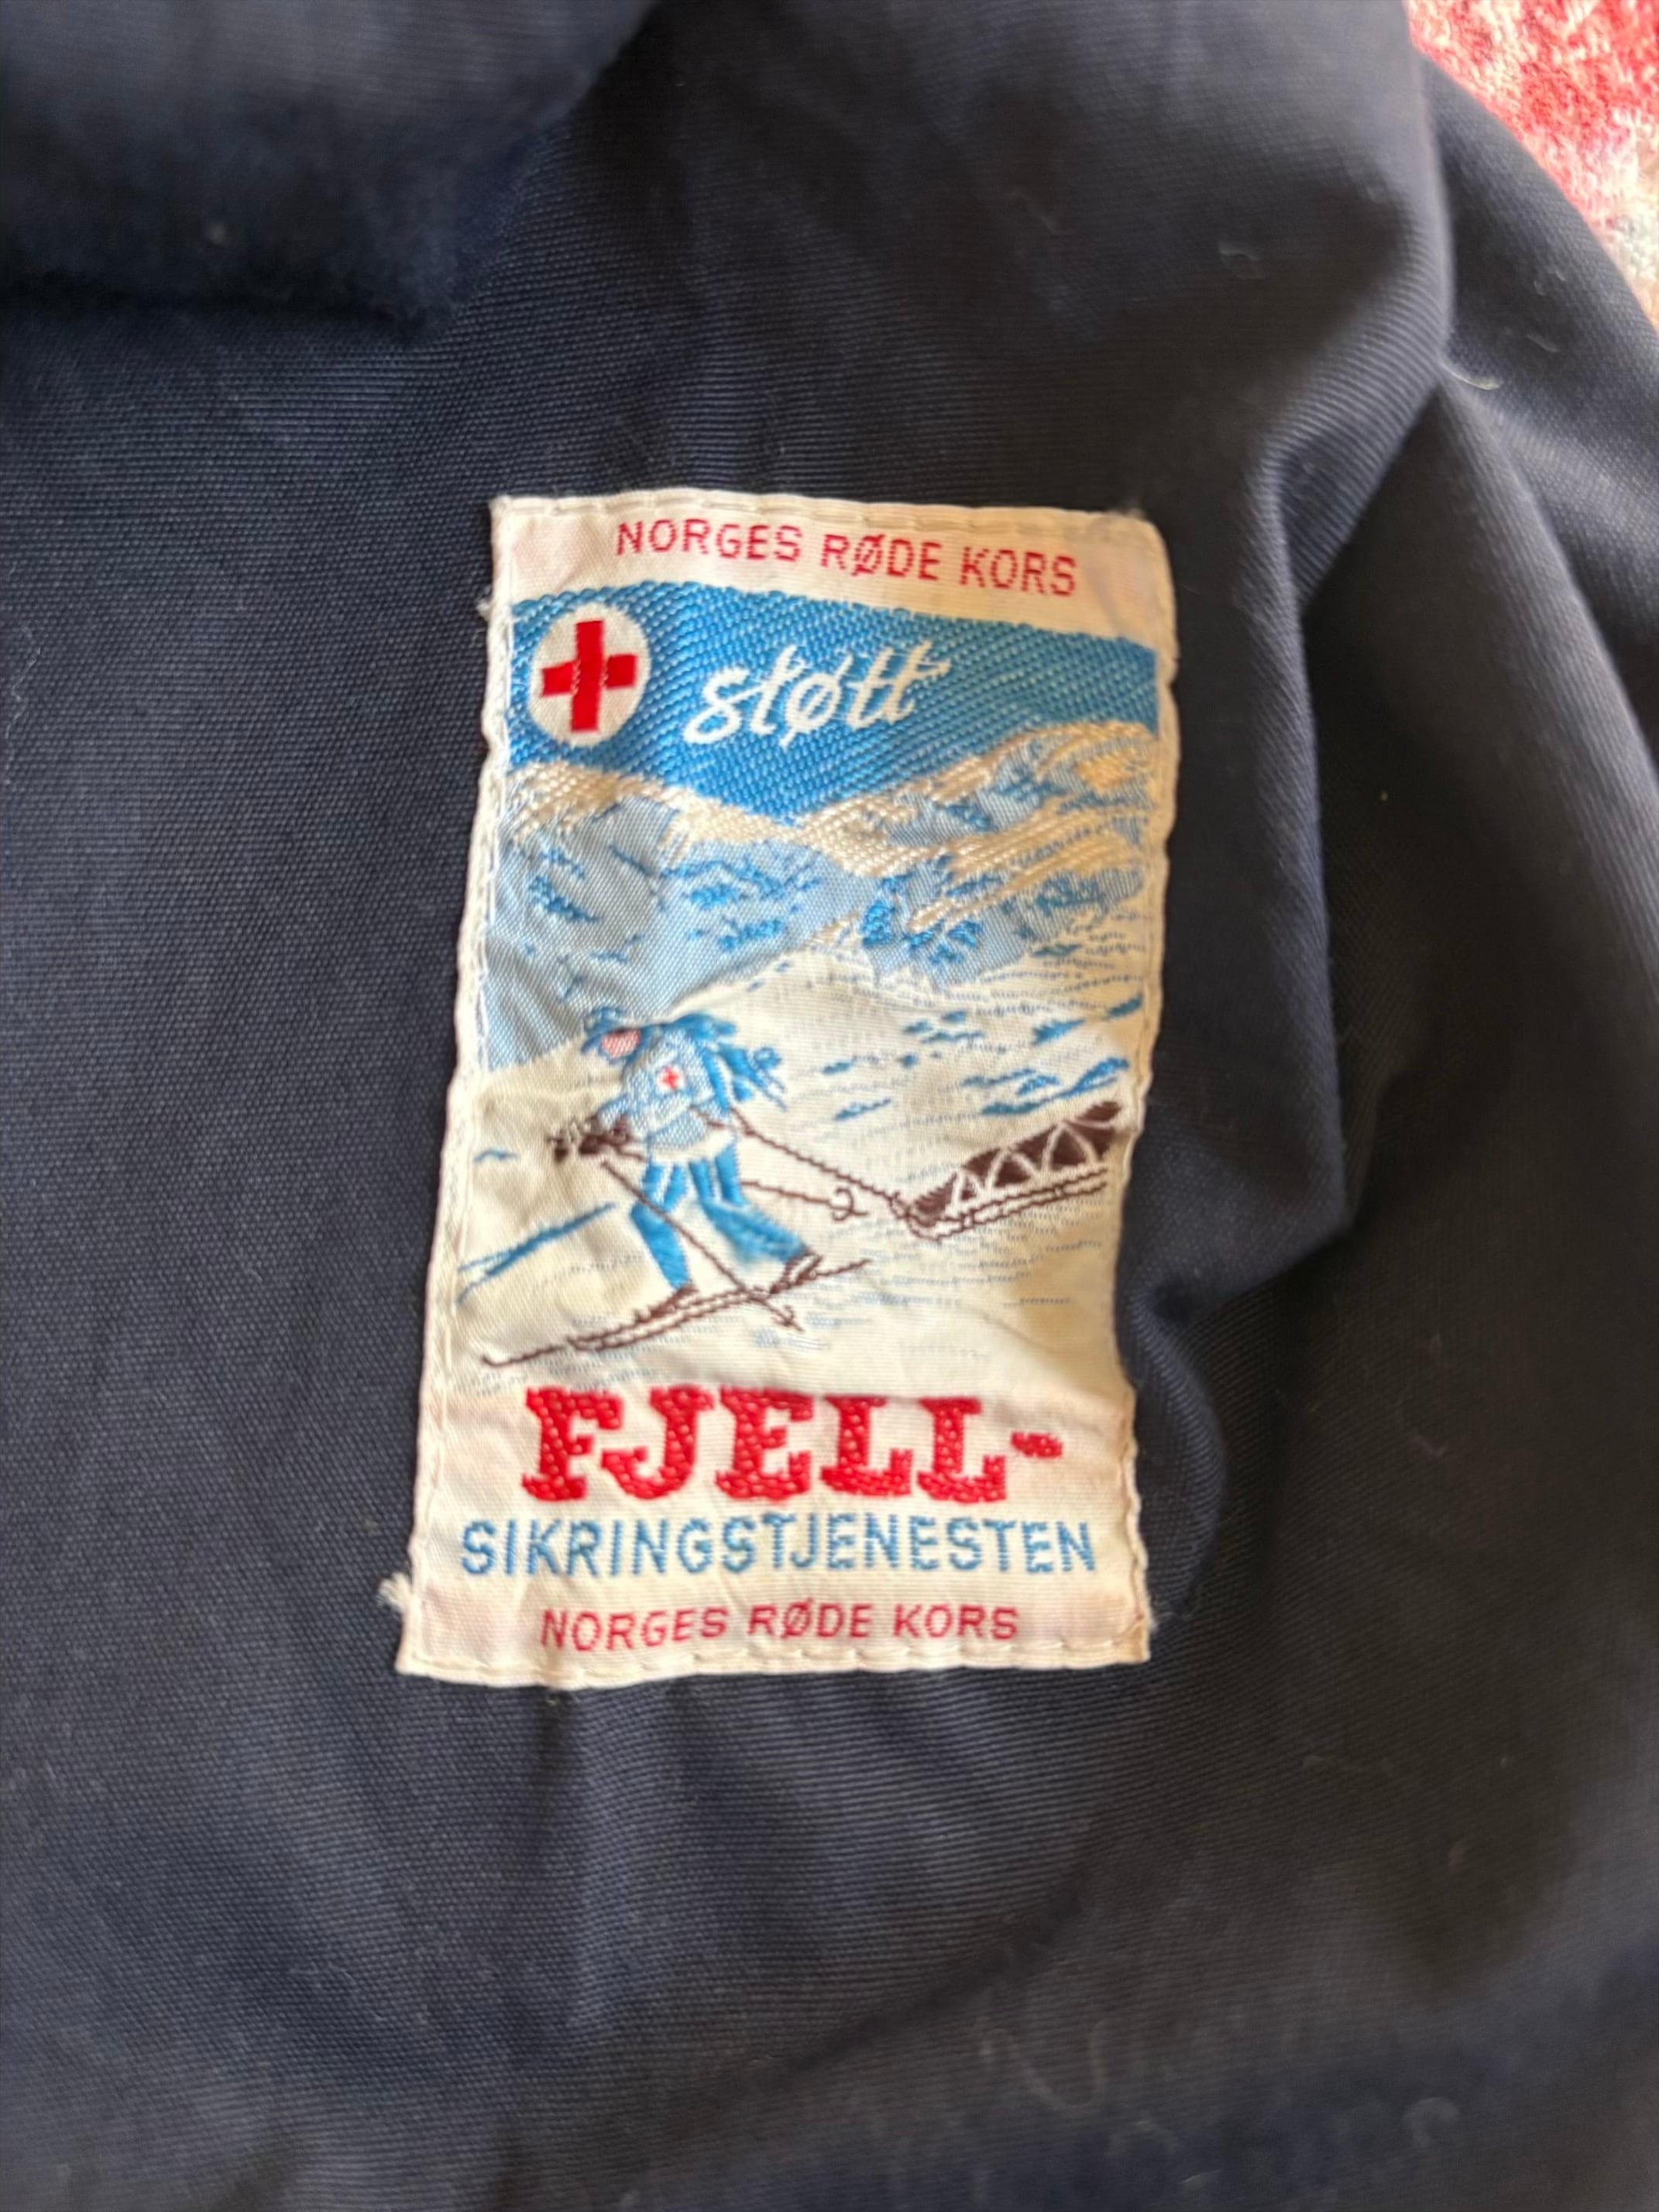 NORGES RØDE KORS
støtt
FJELL-
SIKRINGSTJENESTEN
NORGES RØDE KORS